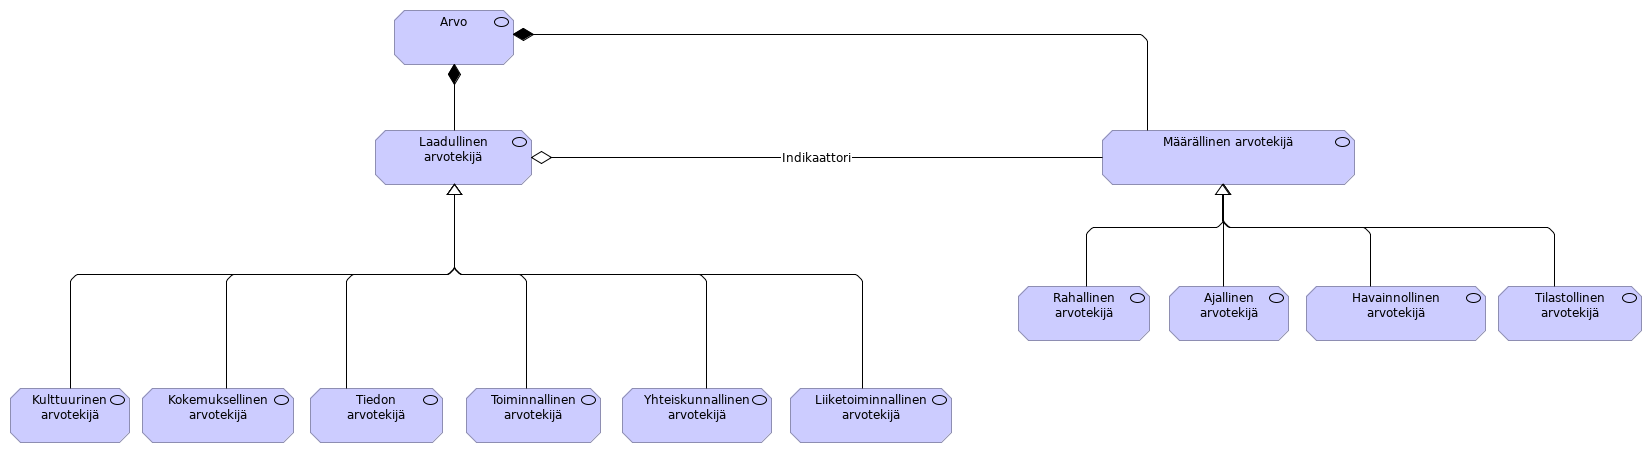 Arvo
Laadullinen
arvotekijä
Indikaattori
Määrällinen arvotekijä
Rahallinen
arvotekijä
Ajallinen
arvotekijä
Havainnollinen
arvotekijä
Tilastollinen
arvotekijä
Kulttuurinen
arvotekijä
Kokemuksellinen
arvotekijä
Tiedon
arvotekijä
Toiminnallinen
arvotekijä
Yhteiskunnallinen
arvotekijä
Liiketoiminnallinen
arvotekijä